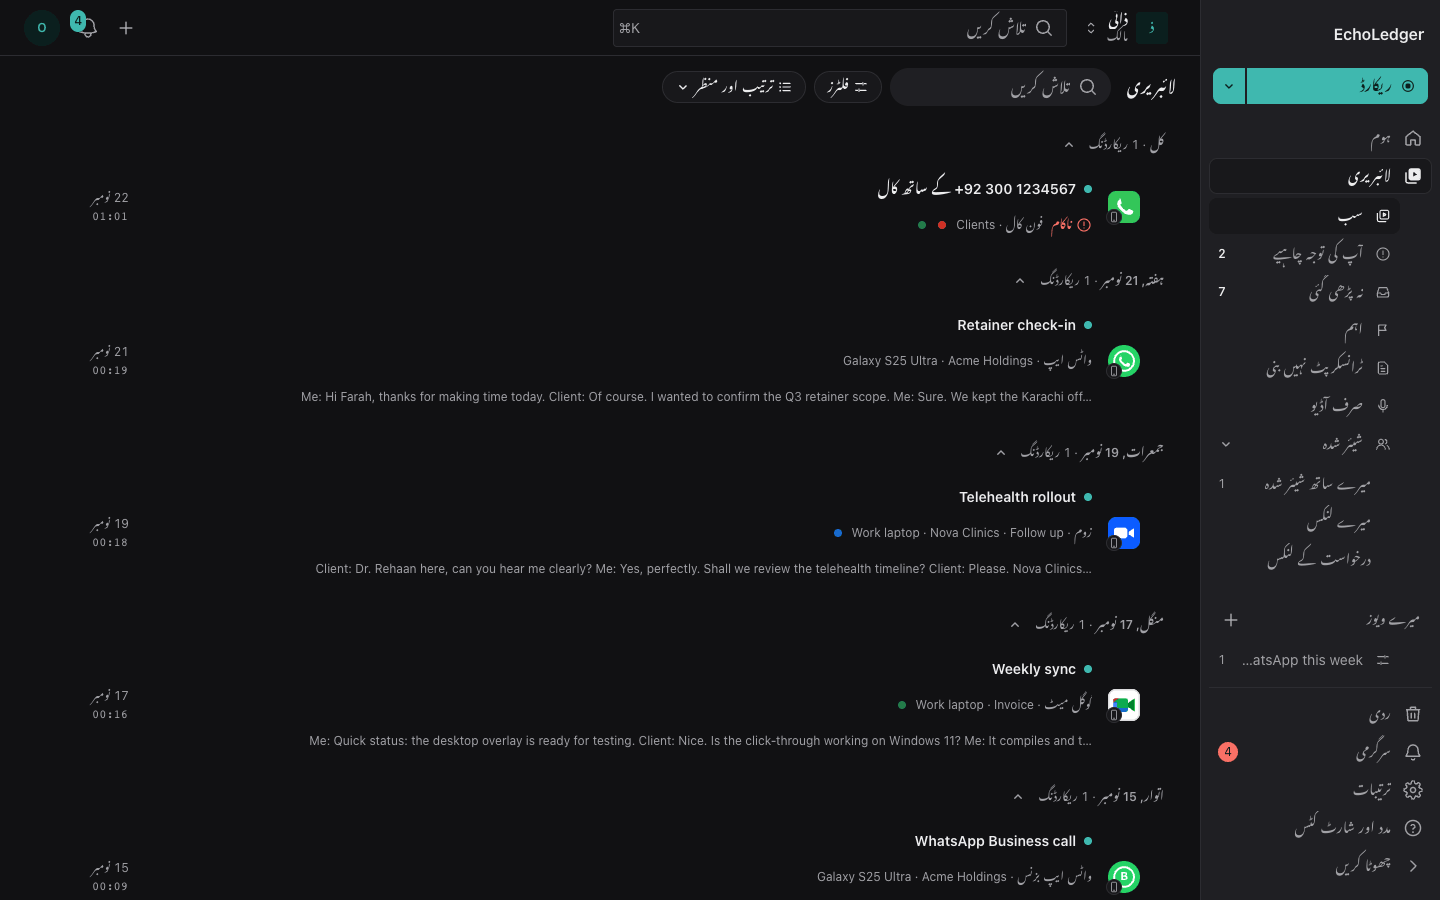 EchoLedger
ریکارڈ
ہوم
لائبریری
سب
آپ کی توجہ چاہیے 2
نہ پڑھی گئی 7
اہم
ٹرانسکرپٹ نہیں بنی
صرف آڈیو
شیئر شدہ
میرے ساتھ شیئر شدہ 1
میرے لنکس
درخواست کے لنکس
میرے ویوز
...atsApp this week 1
ردی
سرگرمی 4
ترتیبات
مدد اور شارٹ کٹس
چھوٹا کریں
ذ
ذاتی
مالک
تلاش کریں ⌘K
4
O
لائبریری
تلاش کریں
فلٹرز
ترتیب اور منظر
کل · 1 ریکارڈنگ
+92 300 1234567 کے ساتھ کال
ناکام فون کال · Clients
22 نومبر
01:01
ہفتہ, 21 نومبر · 1 ریکارڈنگ
Retainer check-in
واٹس ایپ · Galaxy S25 Ultra · Acme Holdings
Me: Hi Farah, thanks for making time today. Client: Of course. I wanted to confirm the Q3 retainer scope. Me: Sure. We kept the Karachi off...
21 نومبر
00:19
جمعرات, 19 نومبر · 1 ریکارڈنگ
Telehealth rollout
زوم · Work laptop · Nova Clinics · Follow up
Client: Dr. Rehaan here, can you hear me clearly? Me: Yes, perfectly. Shall we review the telehealth timeline? Client: Please. Nova Clinics...
19 نومبر
00:18
منگل, 17 نومبر · 1 ریکارڈنگ
Weekly sync
گوگل میٹ · Work laptop · Invoice
Me: Quick status: the desktop overlay is ready for testing. Client: Nice. Is the click-through working on Windows 11? Me: It compiles and t...
17 نومبر
00:16
اتوار, 15 نومبر · 1 ریکارڈنگ
WhatsApp Business call
واٹس ایپ بزنس · Galaxy S25 Ultra · Acme Holdings
15 نومبر
00:09